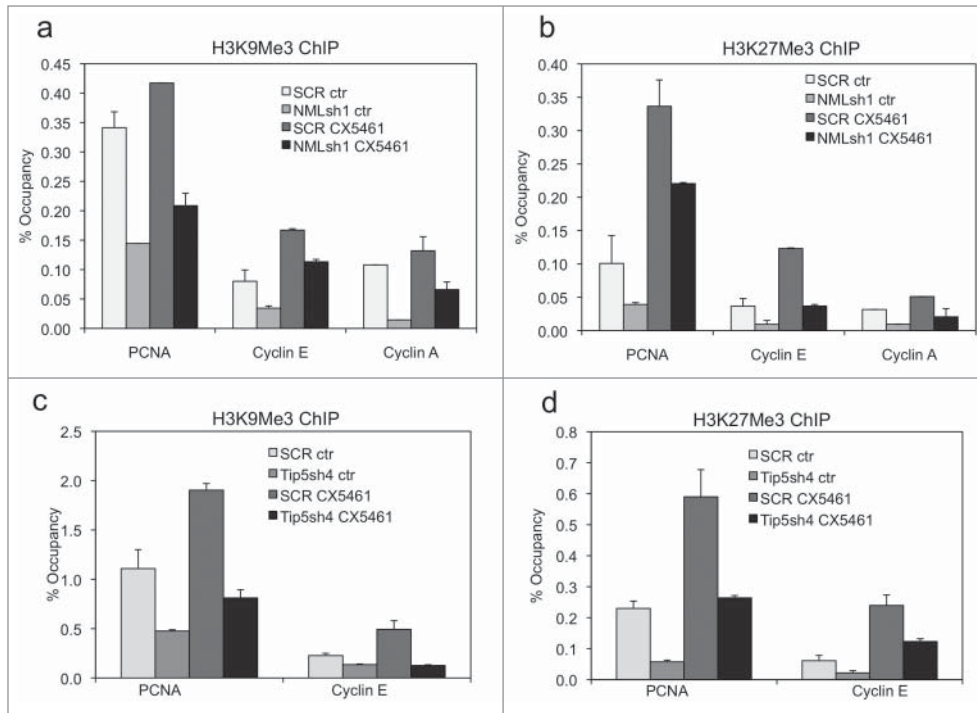 a
H3K9Me3 ChIP
% Occupancy
0.45
0.40
0.35
0.30
0.25
0.20
0.15
0.10
0.05
0.00
SCR ctr
NMLsh1 ctr
SCR CX5461
NMLsh1 CX5461
PCNA Cyclin E Cyclin A
b
H3K27Me3 ChIP
% Occupancy
0.40
0.35
0.30
0.25
0.20
0.15
0.10
0.05
0.00
SCR ctr
NMLsh1 ctr
SCR CX5461
NMLsh1 CX5461
PCNA Cyclin E Cyclin A
c
H3K9Me3 ChIP
% Occupancy
2.5
2.0
1.5
1.0
0.5
0.0
SCR ctr
Tip5sh4 ctr
SCR CX5461
Tip5sh4 CX5461
PCNA Cyclin E
d
H3K27Me3 ChIP
% Occupancy
0.8
0.7
0.6
0.5
0.4
0.3
0.2
0.1
0.0
SCR ctr
Tip5sh4 ctr
SCR CX5461
Tip5sh4 CX5461
PCNA Cyclin E